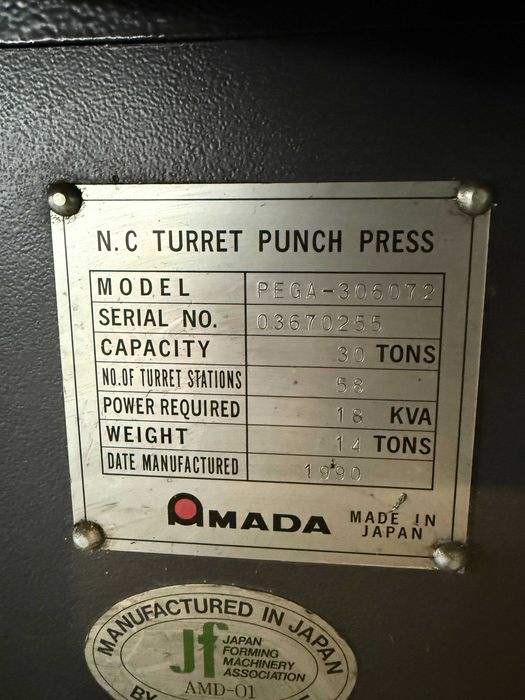 N.C TURRET PUNCH PRESS
MODEL PEGA-306072
SERIAL NO. 03670255
CAPACITY 30 TONS
NO.OF TURRET STATIONS 58
POWER REQUIRED 18 KVA
WEIGHT 14 TONS
DATE MANUFACTURED 1990
AMADA MADE IN JAPAN
MANUFACTURED IN JAPAN
Jf JAPAN
FORMING
MACHINERY
ASSOCIATION
AMD-01
BY